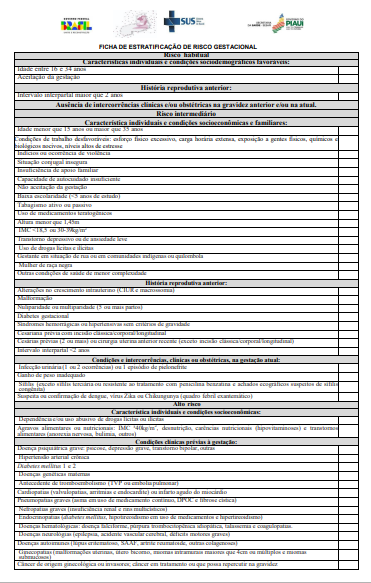 BRASIL
SUS
PIAUÍ
FICHA DE ESTRATIFICAÇÃO DE RISCO GESTACIONAL
Risco habitual
Características individuais e condições sociodemográficas favoráveis:
Idade entre 16 e 34 anos
Aceitação da gestação
História reprodutiva anterior:
Intervalo interpartal maior que 2 anos
Ausência de intercorrências clínicas e/ou obstétricas na gravidez anterior e/ou na atual.
Risco intermediário
Característica individuais e condições socioeconômicas e familiares:
Idade menor que 15 anos ou maior que 35 anos
Condições de trabalho desfavoráveis: esforço físico excessivo, carga horária extensa, exposição a agentes físicos, químicos e
biológicos nocivos, níveis altos de estresse
Indícios ou ocorrência de violência
Situação conjugal insegura
Insuficiência de apoio familiar
Capacidade de autocuidado insuficiente
Não aceitação da gestação
Baixa escolaridade (<5 anos de estudo)
Tabagismo ativo ou passivo
Uso de medicamentos teratogênicos
Altura menor que 1,45m
IMC <18,5 ou 30-39kg/m²
Transtorno depressivo ou de ansiedade leve
Uso de drogas lícitas e ilícitas
Gestante em situação de rua ou em comunidades indígenas ou quilombola
Mulher de raça negra
Outras condições de saúde de menor complexidade
História reprodutiva anterior:
Alterações no crescimento intrauterino (CIUR e macrossomia)
Malformação
Nuliparidade ou multiparidade (5 ou mais partos)
Diabetes gestacional
Síndromes hemorrágicas ou hipertensivas sem critérios de gravidade
Cesariana prévia com incisão clássica/corporal/longitudinal
Cesárias prévias (2 ou mais) ou cirurgia uterina anterior recente (exceto incisão clássica/corporal/longitudinal)
Intervalo interpartal <2 anos
Condições e intercorrências, clínicas ou obstétricas, na gestação atual:
Infecção urinária (1 ou 2 ocorrências) ou 1 episódio de pielonefrite
Ganho de peso inadequado
Sífilis (exceto sífilis terciária ou resistente ao tratamento com penicilina benzatina e achados ecográficos suspeitos de sífilis
congênita)
Suspeita ou confirmação de dengue, vírus Zika ou Chikungunya (quadro febril exantemático)
Alto risco
Característica individuais e condições socioeconômicas:
Dependência e/ou uso abusivo de drogas lícitas ou ilícitas
Agravos alimentares ou nutricionais: IMC ˂40kg/m², desnutrição, carências nutricionais (hipovitaminoses) e transtornos
alimentares (anorexia nervosa, bulimia, outros)
Condições clínicas prévias à gestação:
Doença psiquiátrica grave: psicose, depressão grave, transtorno bipolar, outras
Hipertensão arterial crônica
Diabetes mellitus 1 e 2
Doenças genéticas maternas
Antecedente de tromboembolismo (TVP ou embolia pulmonar)
Cardiopatias (valvulopatias, arritmias e endocardite) ou infarto agudo do miocárdio
Pneumopatias graves (asma em uso de medicamento contínuo, DPOC e fibrose cística)
Nefropatias graves (insuficiência renal e rins multicísticos)
Endocrinopatias (diabetes mellitus, hipotireoidismo em uso de medicamentos e hipertireoidismo)
Doenças hematológicas: doença falciforme, púrpura trombocitopênica idiopática, talassemia e coagulopatias.
Doenças neurológicas (epilepsia, acidente vascular cerebral, déficits motores graves)
Doenças autoimunes (lúpus eritematoso, SAAF, artrite reumatoide, outras colagenoses)
Ginecopatias (malformações uterinas, útero bicorno, miomas intramurais maiores que 4cm ou múltiplos e miomas
submucosos)
Câncer de origem ginecológica ou invasores; câncer em tratamento ou que possa repercutir na gravidez